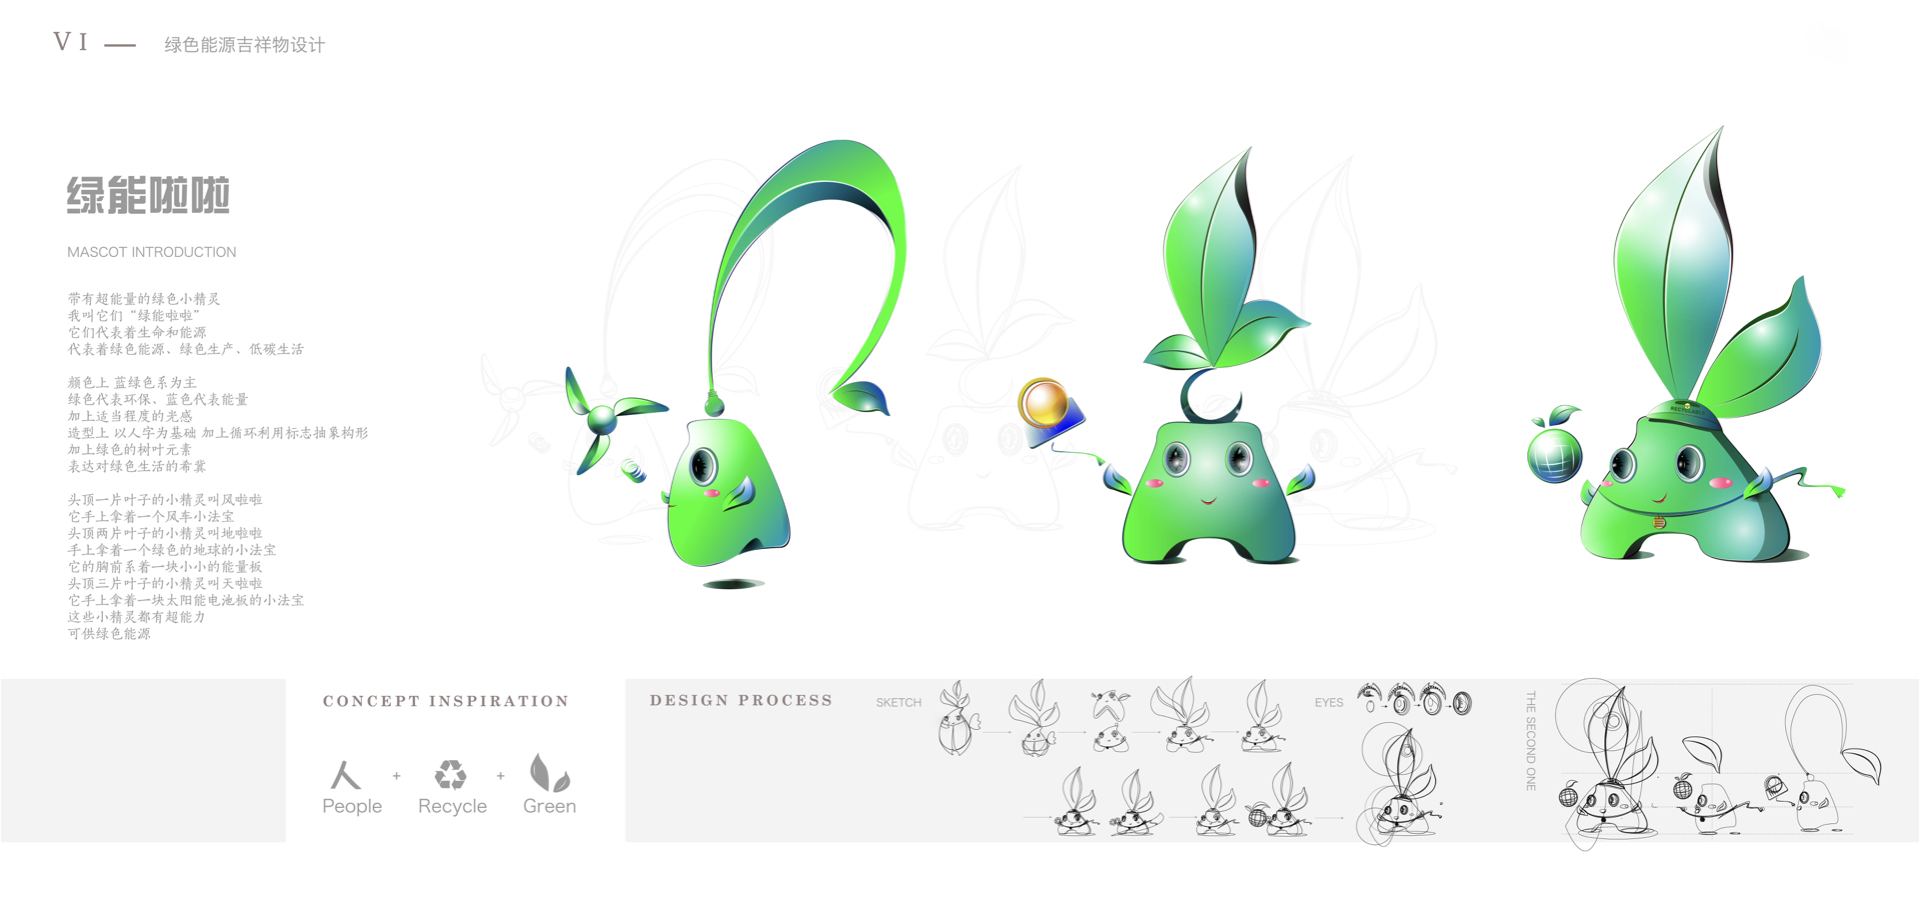 VI — 绿色能源吉祥物设计
绿能啦啦
MASCOT INTRODUCTION
带有超能量的绿色小精灵
我叫它们“绿能啦啦”
它们代表着生命和能源
代表着绿色能源、绿色生产、低碳生活
颜色上 蓝绿色系为主
绿色代表环保、蓝色代表能量
加上适当程度的光感
造型上 以人字为基础 加上循环利用标志抽象构形
加上绿色的树叶元素
表达对绿色生活的希冀
头顶一片叶子的小精灵叫风啦啦
它手上拿着一个风车小法宝
头顶两片叶子的小精灵叫地啦啦
手上拿着一个绿色的地球的小法宝
它的胸前系着一块小小的能量板
头顶三片叶子的小精灵叫天啦啦
它手上拿着一块太阳能电池板的小法宝
这些小精灵都有超能力
可供绿色能源
CONCEPT INSPIRATION
People + Recycle + Green
DESIGN PROCESS
SKETCH
EYES
THE SECOND ONE